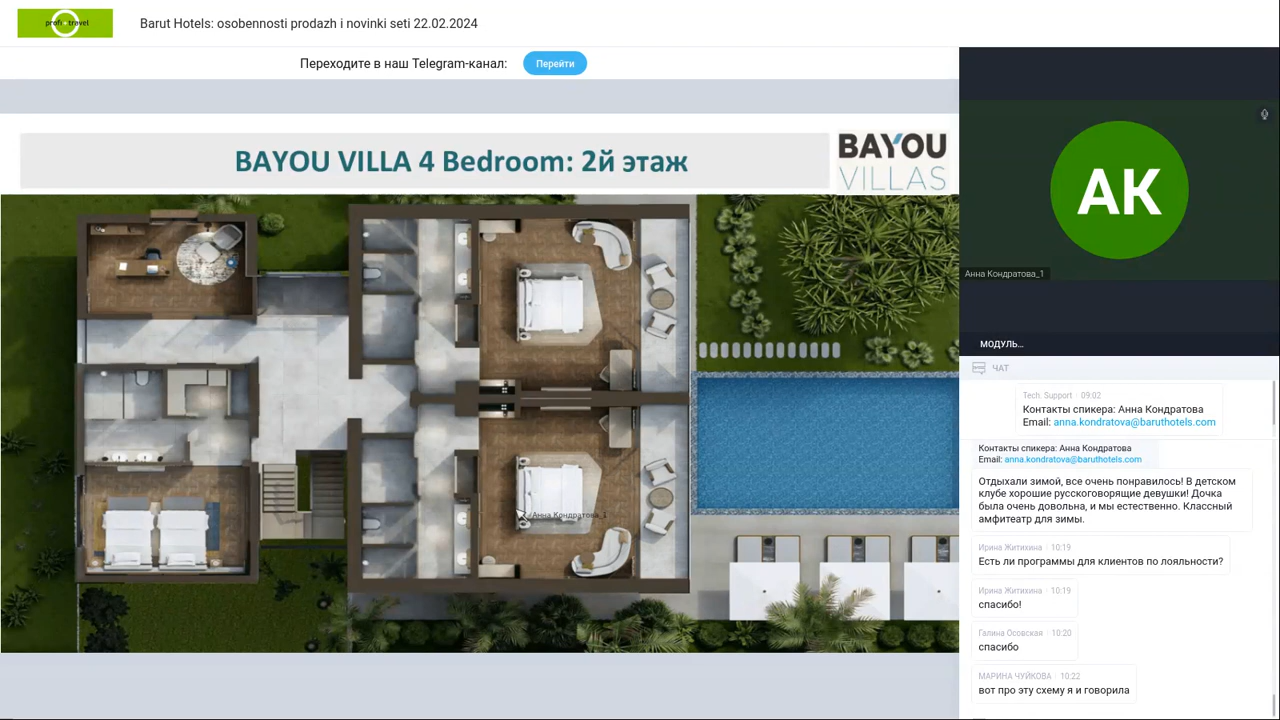 profi travel
Barut Hotels: osobennosti prodazh i novinki seti 22.02.2024
Переходите в наш Telegram-канал:
Перейти
BAYOU VILLA 4 Bedroom: 2й этаж
BAYOU
VILLAS
Анна Кондратова_1
АК
Анна Кондратова_1
МОДУЛЬ...
ЧАТ
Tech. Support 09:02
Контакты спикера: Анна Кондратова
Email: anna.kondratova@baruthotels.com
Контакты спикера: Анна Кондратова
Email: anna.kondratova@baruthotels.com
Отдыхали зимой, все очень понравилось! В детском
клубе хорошие русскоговорящие девушки! Дочка
была очень довольна, и мы естественно. Классный
амфитеатр для зимы.
Ирина Житихина 10:19
Есть ли программы для клиентов по лояльности?
Ирина Житихина 10:19
спасибо!
Галина Осовская 10:20
спасибо
МАРИНА ЧУЙКОВА 10:22
вот про эту схему я и говорила